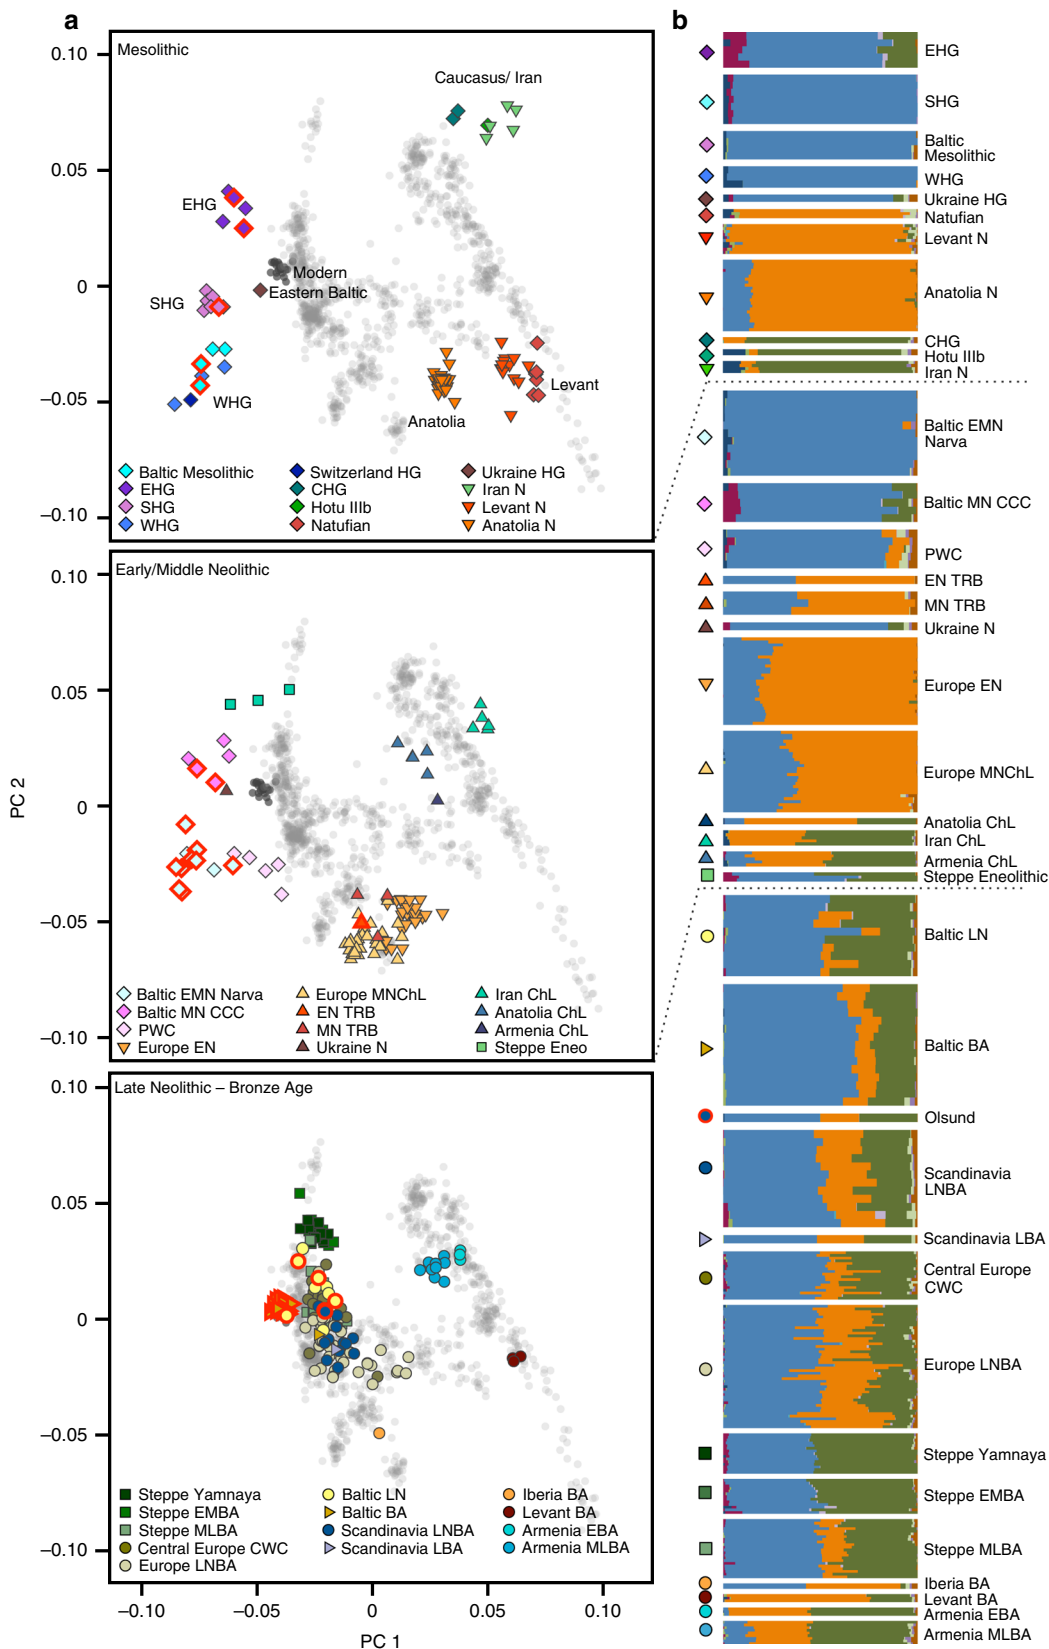 a
b
Mesolithic
0.10
0.05
0
−0.05
−0.10
Caucasus/ Iran
EHG
Modern
Eastern Baltic
SHG
WHG
Levant
Anatolia
Baltic Mesolithic
EHG
SHG
WHG
Switzerland HG
CHG
Hotu IIIb
Natufian
Ukraine HG
Iran N
Levant N
Anatolia N
Early/Middle Neolithic
0.10
0.05
0
−0.05
−0.10
PC 2
Baltic EMN Narva
Baltic MN CCC
PWC
Europe EN
Europe MNChL
EN TRB
MN TRB
Ukraine N
Iran ChL
Anatolia ChL
Armenia ChL
Steppe Eneo
Late Neolithic – Bronze Age
0.10
0.05
0
−0.05
−0.10
Steppe Yamnaya
Steppe EMBA
Steppe MLBA
Central Europe CWC
Europe LNBA
Baltic LN
Baltic BA
Scandinavia LNBA
Scandinavia LBA
Iberia BA
Levant BA
Armenia EBA
Armenia MLBA
−0.10
−0.05
0
0.05
0.10
PC 1
EHG
SHG
Baltic
Mesolithic
WHG
Ukraine HG
Natufian
Levant N
Anatolia N
CHG
Hotu IIIb
Iran N
Baltic EMN
Narva
Baltic MN CCC
PWC
EN TRB
MN TRB
Ukraine N
Europe EN
Europe MNChL
Anatolia ChL
Iran ChL
Armenia ChL
Steppe Eneolithic
Baltic LN
Baltic BA
Olsund
Scandinavia
LNBA
Scandinavia LBA
Central Europe
CWC
Europe LNBA
Steppe Yamnaya
Steppe EMBA
Steppe MLBA
Iberia BA
Levant BA
Armenia EBA
Armenia MLBA